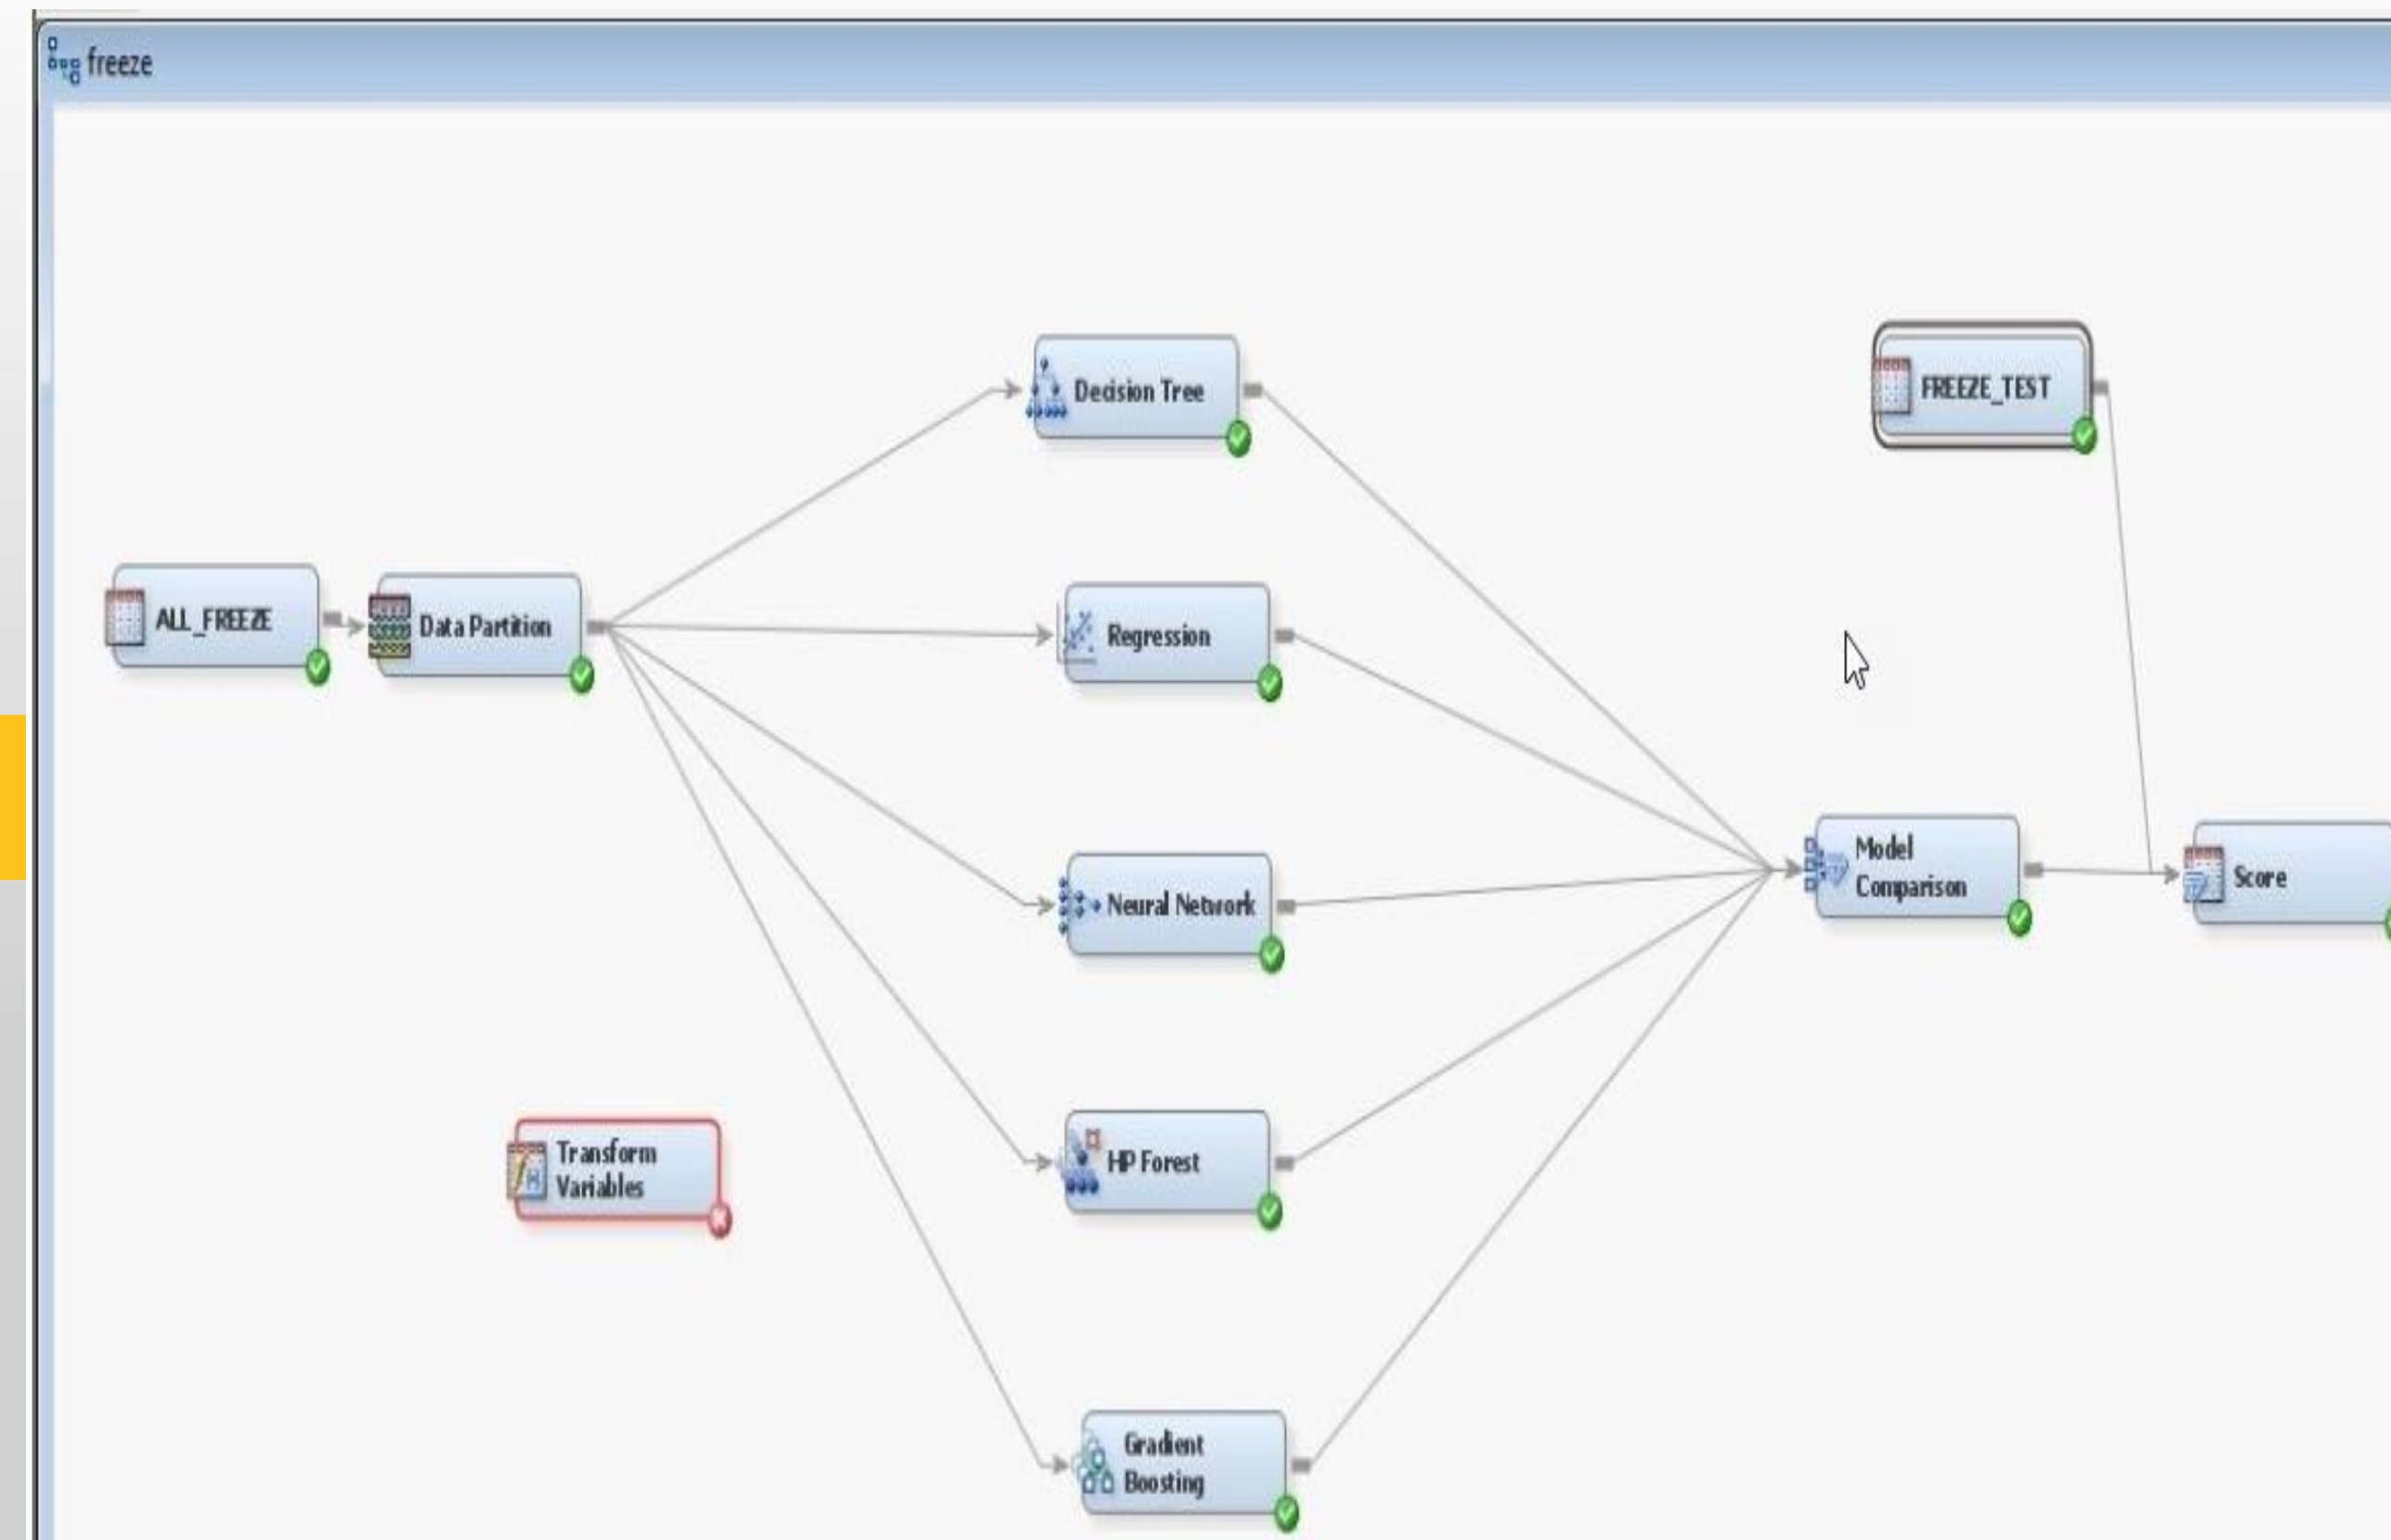 freeze
Decision Tree
FREEZE_TEST
ALL_FREEZE
Data Partition
Regression
Model
Comparison
Score
Neural Network
Transform
Variables
HP Forest
Gradient
Boosting